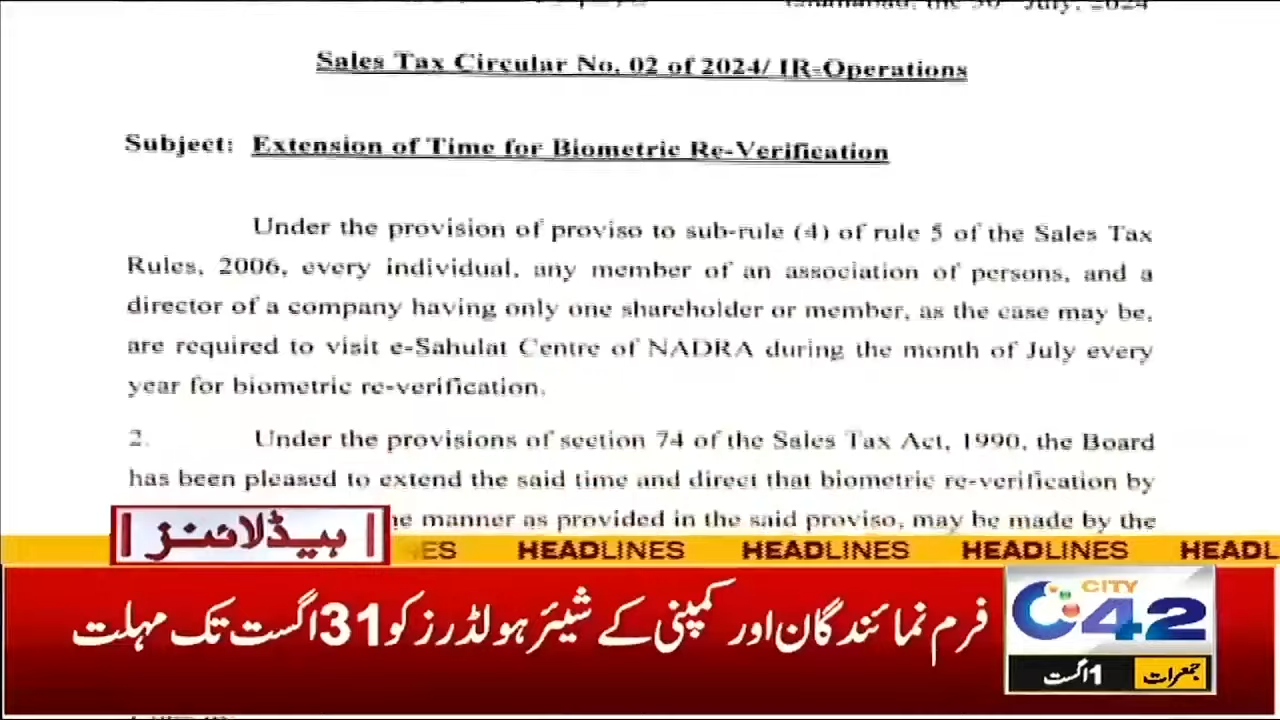 Islamabad, the 30th July, 2024
Sales Tax Circular No. 02 of 2024/ IR-Operations
Subject: Extension of Time for Biometric Re-Verification
Under the provision of proviso to sub-rule (4) of rule 5 of the Sales Tax
Rules, 2006, every individual, any member of an association of persons, and a
director of a company having only one shareholder or member, as the case may be,
are required to visit e-Sahulat Centre of NADRA during the month of July every
year for biometric re-verification.
2. Under the provisions of section 74 of the Sales Tax Act, 1990, the Board
has been pleased to extend the said time and direct that biometric re-verification by
manner as provided in the said proviso, may be made by the
ہیڈلائنز
HEADLINES HEADLINES HEADLINES
فرم نمائندگان اور کمپنی کے شیئر ہولڈرز کو 31 اگست تک مہلت
CITY
42
جمعرات 1 اگست